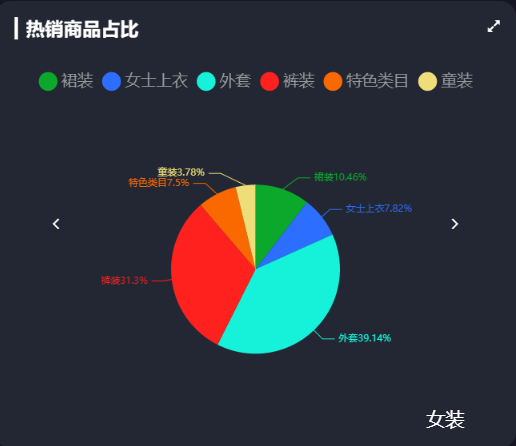 热销商品占比
裙装 女士上衣 外套 裤装 特色类目 童装
童装3.78%
特色类目7.5%
裙装10.46%
女士上衣7.82%
裤装31.3%
外套39.14%
女装